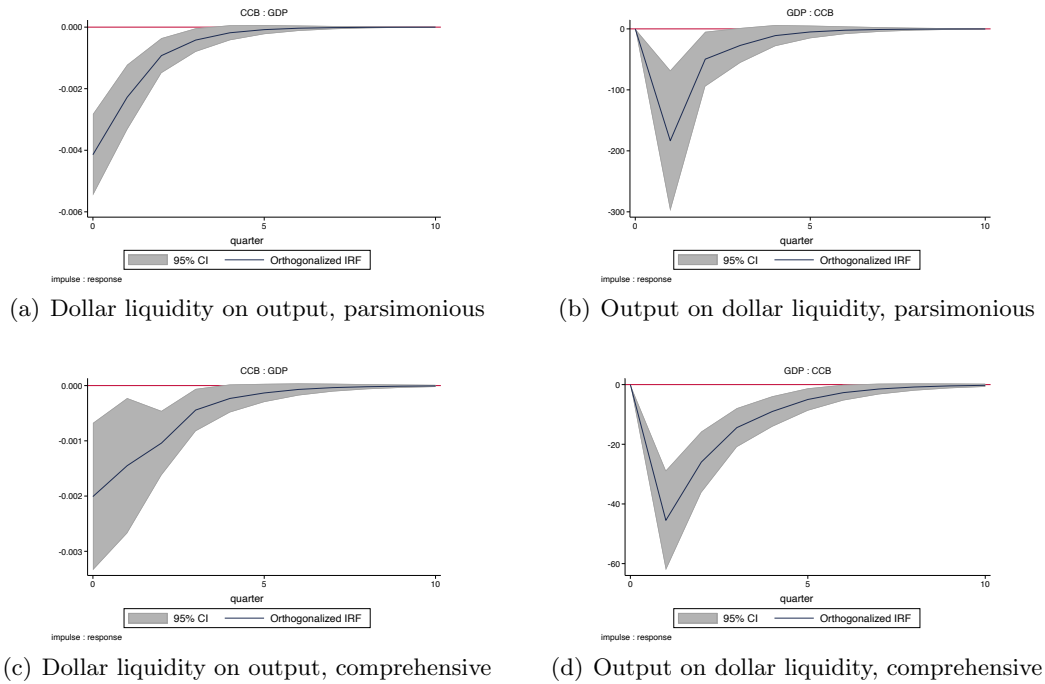 CCB : GDP
0.000
-0.002
-0.004
-0.006
0 5 10
quarter
95% CI Orthogonalized IRF
impulse : response
(a) Dollar liquidity on output, parsimonious
GDP : CCB
0
-100
-200
-300
0 5 10
quarter
95% CI Orthogonalized IRF
impulse : response
(b) Output on dollar liquidity, parsimonious
CCB : GDP
0.000
-0.001
-0.002
-0.003
0 5 10
quarter
95% CI Orthogonalized IRF
impulse : response
(c) Dollar liquidity on output, comprehensive
GDP : CCB
0
-20
-40
-60
0 5 10
quarter
95% CI Orthogonalized IRF
impulse : response
(d) Output on dollar liquidity, comprehensive